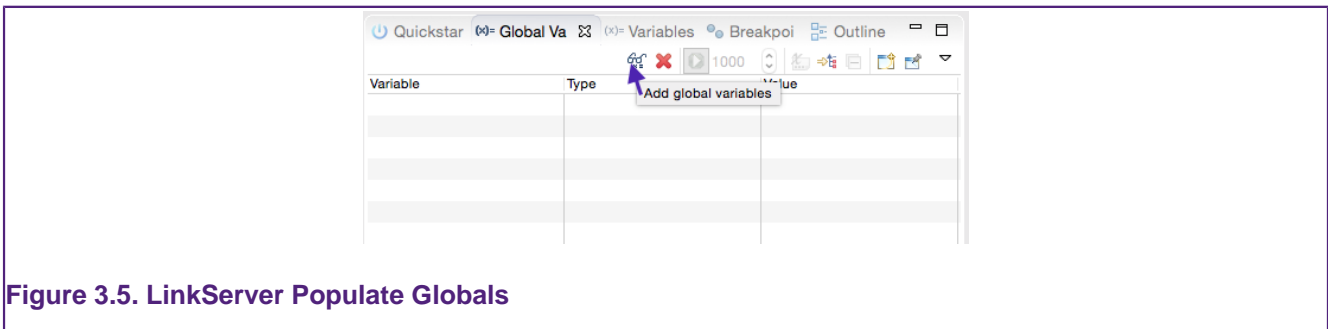 Quickstar (x)= Global Va (x)= Variables Breakpoi Outline
1000
Variable Type Value
Add global variables
Figure 3.5. LinkServer Populate Globals